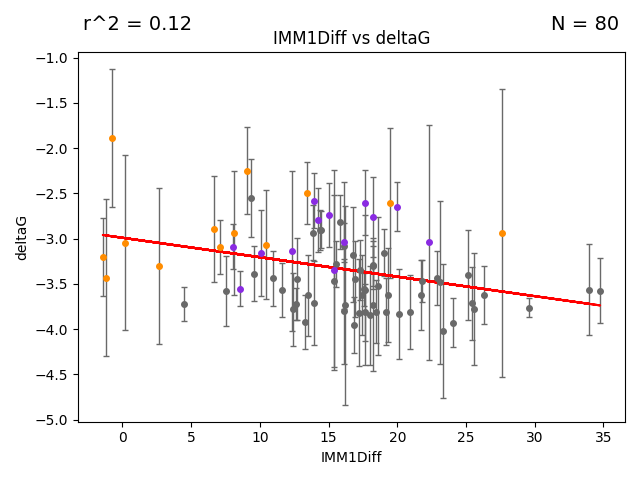 r^2 = 0.12 N = 80
IMM1Diff vs deltaG
−1.0
−1.5
−2.0
−2.5
−3.0
−3.5
−4.0
−4.5
−5.0
deltaG
0 5 10 15 20 25 30 35
IMM1Diff